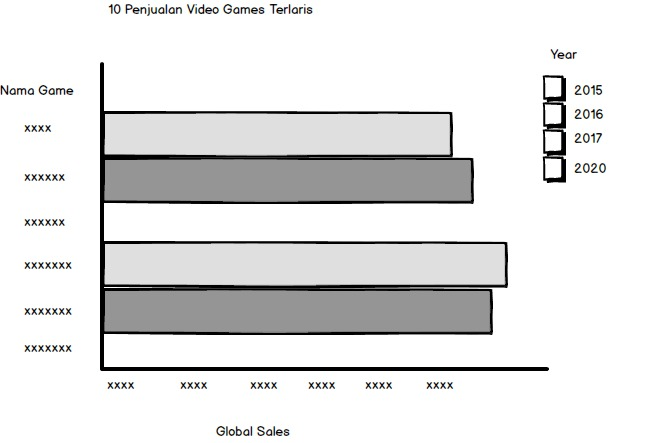 10 Penjualan Video Games Terlaris
Year
Nama Game
2015
2016
2017
2020
xxxx
xxxxxx
xxxxxx
xxxxxxx
xxxxxxx
xxxxxxx
xxxx xxxx xxxx xxxx xxxx xxxx
Global Sales